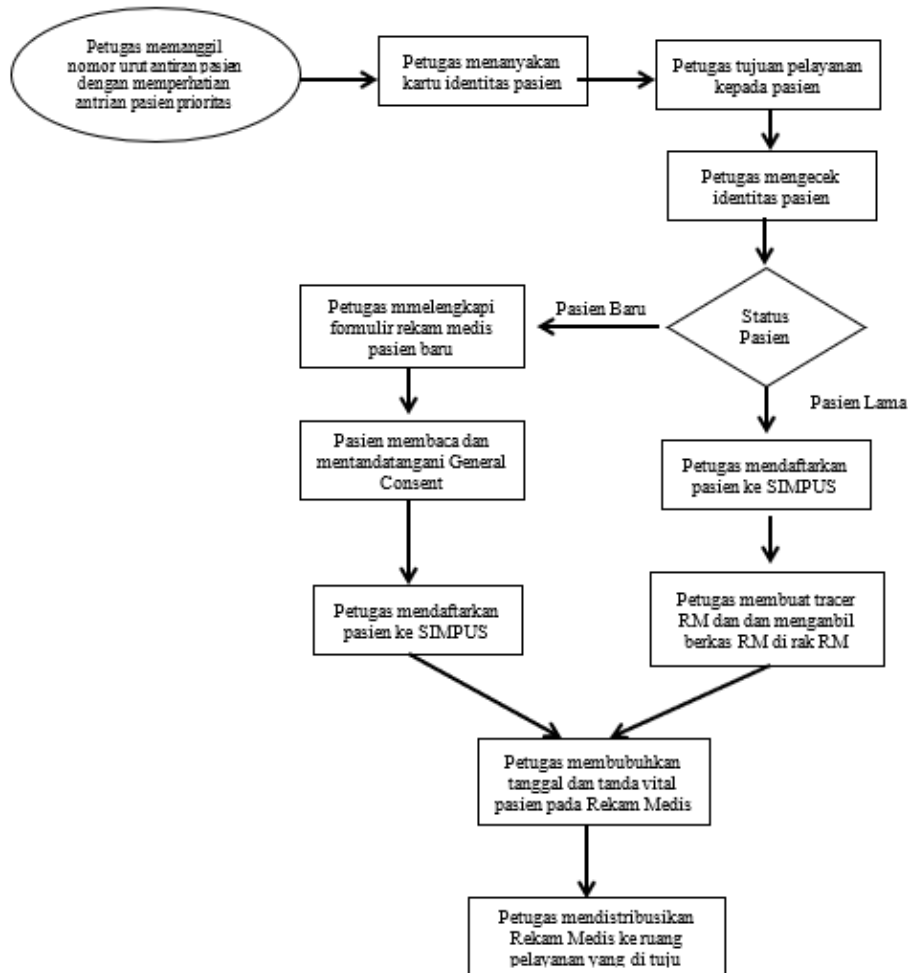 Petugas memanggil
nomor urut antiran pasien
dengan memperhatian
antrian pasien prioritas
Petugas menanyakan
kartu identitas pasien
Petugas tujuan pelayanan
kepada pasien
Petugas mengecek
identitas pasien
Status
Pasien
Pasien Baru
Pasien Lama
Petugas mmelengkapi
formulir rekam medis
pasien baru
Pasien membaca dan
mentandatangani General
Consent
Petugas mendaftarkan
pasien ke SIMPUS
Petugas mendaftarkan
pasien ke SIMPUS
Petugas membuat tracer
RM dan dan menganbil
berkas RM di rak RM
Petugas membubuhkan
tanggal dan tanda vital
pasien pada Rekam Medis
Petugas mendistribusikan
Rekam Medis ke ruang
pelayanan yang di tuju